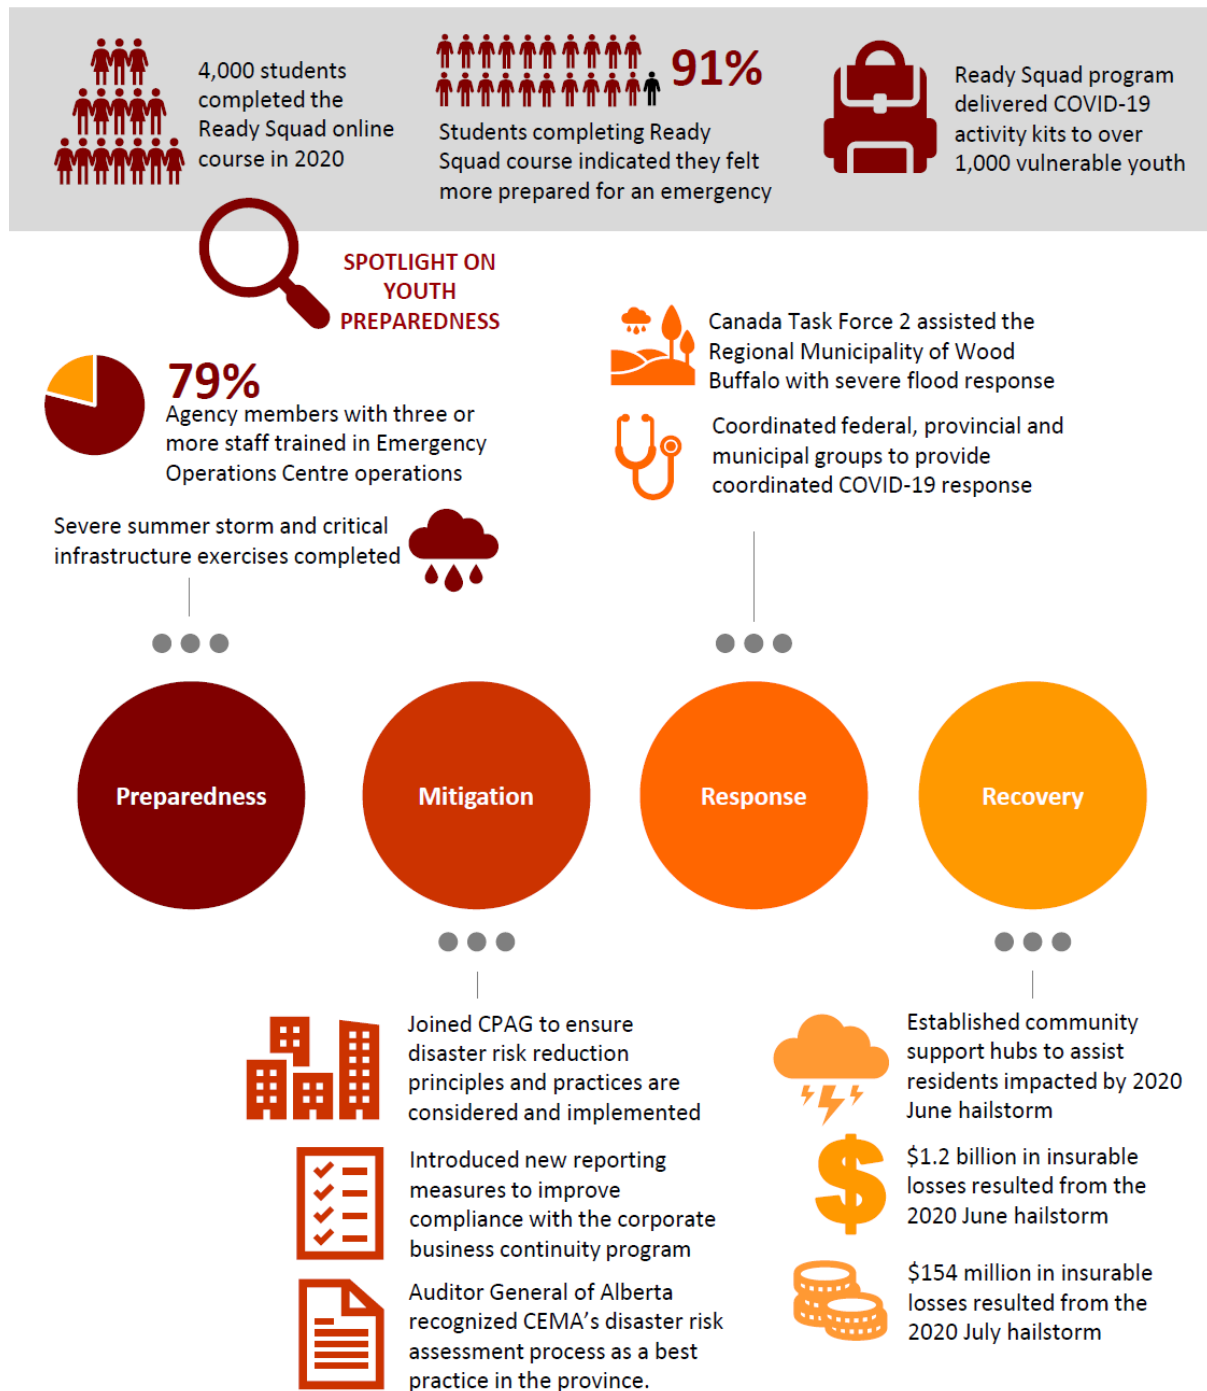 4,000 students
completed the
Ready Squad online
course in 2020
91%
Students completing Ready
Squad course indicated they felt
more prepared for an emergency
Ready Squad program
delivered COVID-19
activity kits to over
1,000 vulnerable youth
SPOTLIGHT ON
YOUTH
PREPAREDNESS
79%
Agency members with three or
more staff trained in Emergency
Operations Centre operations
Severe summer storm and critical
infrastructure exercises completed
Canada Task Force 2 assisted the
Regional Municipality of Wood
Buffalo with severe flood response
Coordinated federal, provincial and
municipal groups to provide
coordinated COVID-19 response
Preparedness
Mitigation
Response
Recovery
Joined CPAG to ensure
disaster risk reduction
principles and practices are
considered and implemented
Introduced new reporting
measures to improve
compliance with the corporate
business continuity program
Auditor General of Alberta
recognized CEMA's disaster risk
assessment process as a best
practice in the province.
Established community
support hubs to assist
residents impacted by 2020
June hailstorm
$1.2 billion in insurable
losses resulted from the
2020 June hailstorm
$154 million in insurable
losses resulted from the
2020 July hailstorm